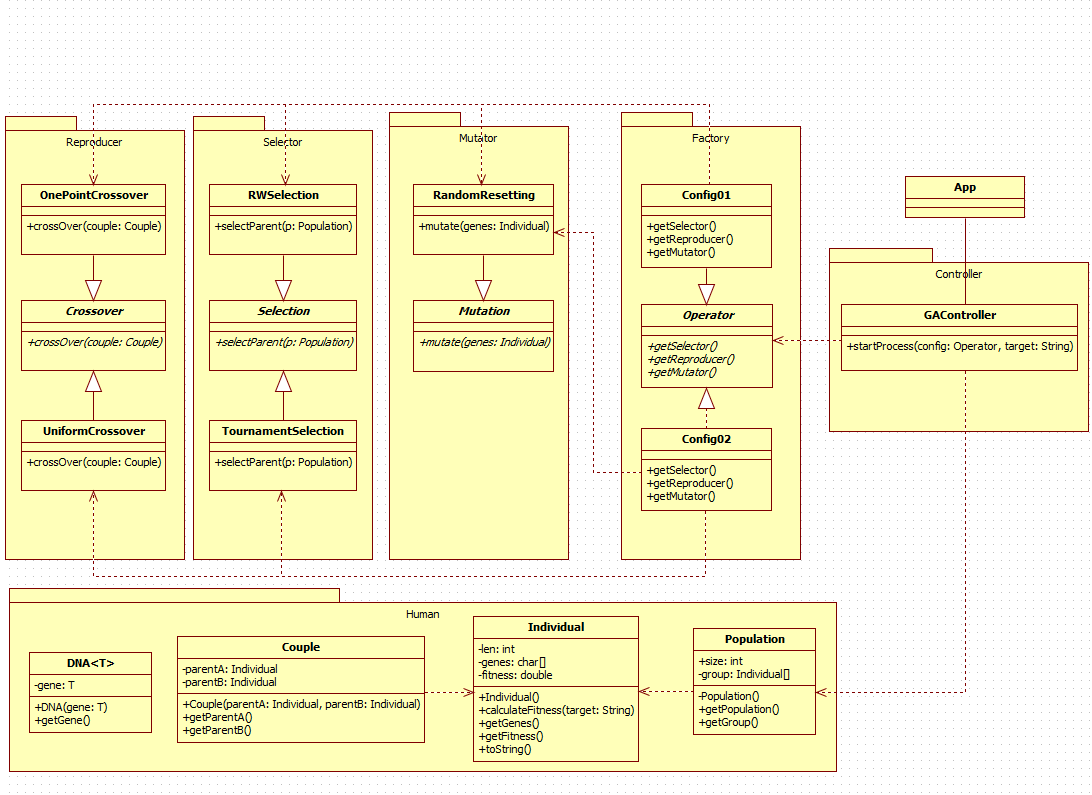 Reproducer
OnePointCrossover
+crossOver(couple: Couple)
Crossover
+crossOver(couple: Couple)
UniformCrossover
+crossOver(couple: Couple)
Selector
RWSelection
+selectParent(p: Population)
Selection
+selectParent(p: Population)
TournamentSelection
+selectParent(p: Population)
Mutator
RandomResetting
+mutate(genes: Individual)
Mutation
+mutate(genes: Individual)
Factory
Config01
+getSelector()
+getReproducer()
+getMutator()
Operator
+getSelector()
+getReproducer()
+getMutator()
Config02
+getSelector()
+getReproducer()
+getMutator()
App
Controller
GAController
+startProcess(config: Operator, target: String)
Human
DNA<T>
-gene: T
+DNA(gene: T)
+getGene()
Couple
-parentA: Individual
-parentB: Individual
+Couple(parentA: Individual, parentB: Individual)
+getParentA()
+getParentB()
Individual
-len: int
-genes: char[]
-fitness: double
+Individual()
+calculateFitness(target: String)
+getGenes()
+getFitness()
+toString()
Population
+size: int
-group: Individual[]
-Population()
+getPopulation()
+getGroup()